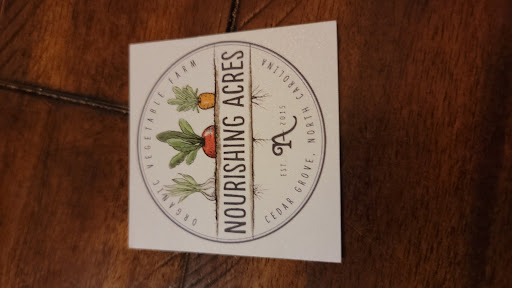 ORGANIC VEGETABLE FARM
NOURISHING ACRES
EST. 2015
CEDAR GROVE, NORTH CAROLINA